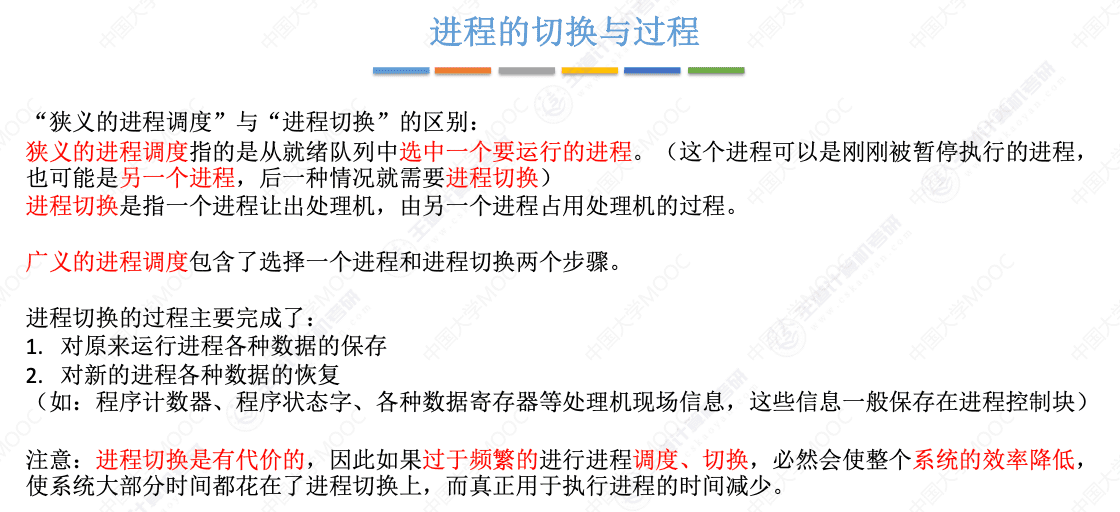 进程的切换与过程
“狭义的进程调度”与“进程切换”的区别：
狭义的进程调度指的是从就绪队列中选中一个要运行的进程。（这个进程可以是刚刚被暂停执行的进程，
也可能是另一个进程，后一种情况就需要进程切换）
进程切换是指一个进程让出处理机，由另一个进程占用处理机的过程。
广义的进程调度包含了选择一个进程和进程切换两个步骤。
进程切换的过程主要完成了：
1. 对原来运行进程各种数据的保存
2. 对新的进程各种数据的恢复
（如：程序计数器、程序状态字、各种数据寄存器等处理机现场信息，这些信息一般保存在进程控制块）
注意：进程切换是有代价的，因此如果过于频繁的进行进程调度、切换，必然会使整个系统的效率降低，
使系统大部分时间都花在了进程切换上，而真正用于执行进程的时间减少。